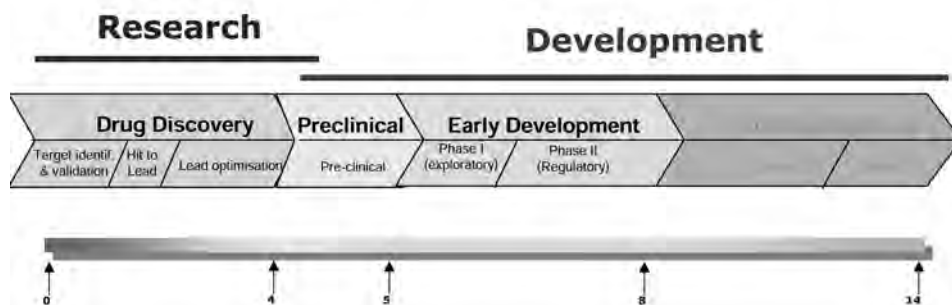 Research
Development
Drug Discovery
Preclinical
Early Development
Target identif.
& validation
Hit to
Lead
Lead optimisation
Pre-clinical
Phase I
(exploratory)
Phase II
(Regulatory)
0
4
5
8
14